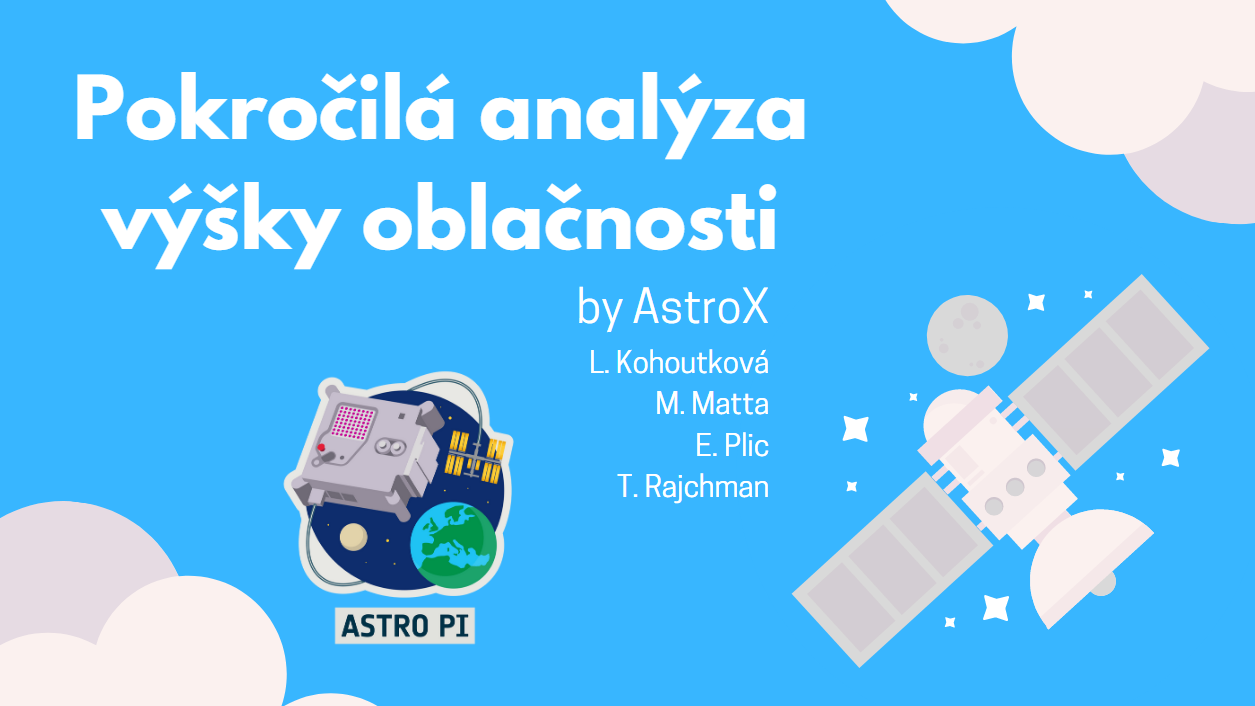 Pokročilá analýza
výšky oblačnosti
by AstroX
L. Kohoutková
M. Matta
E. Plic
T. Rajchman
ASTRO PI